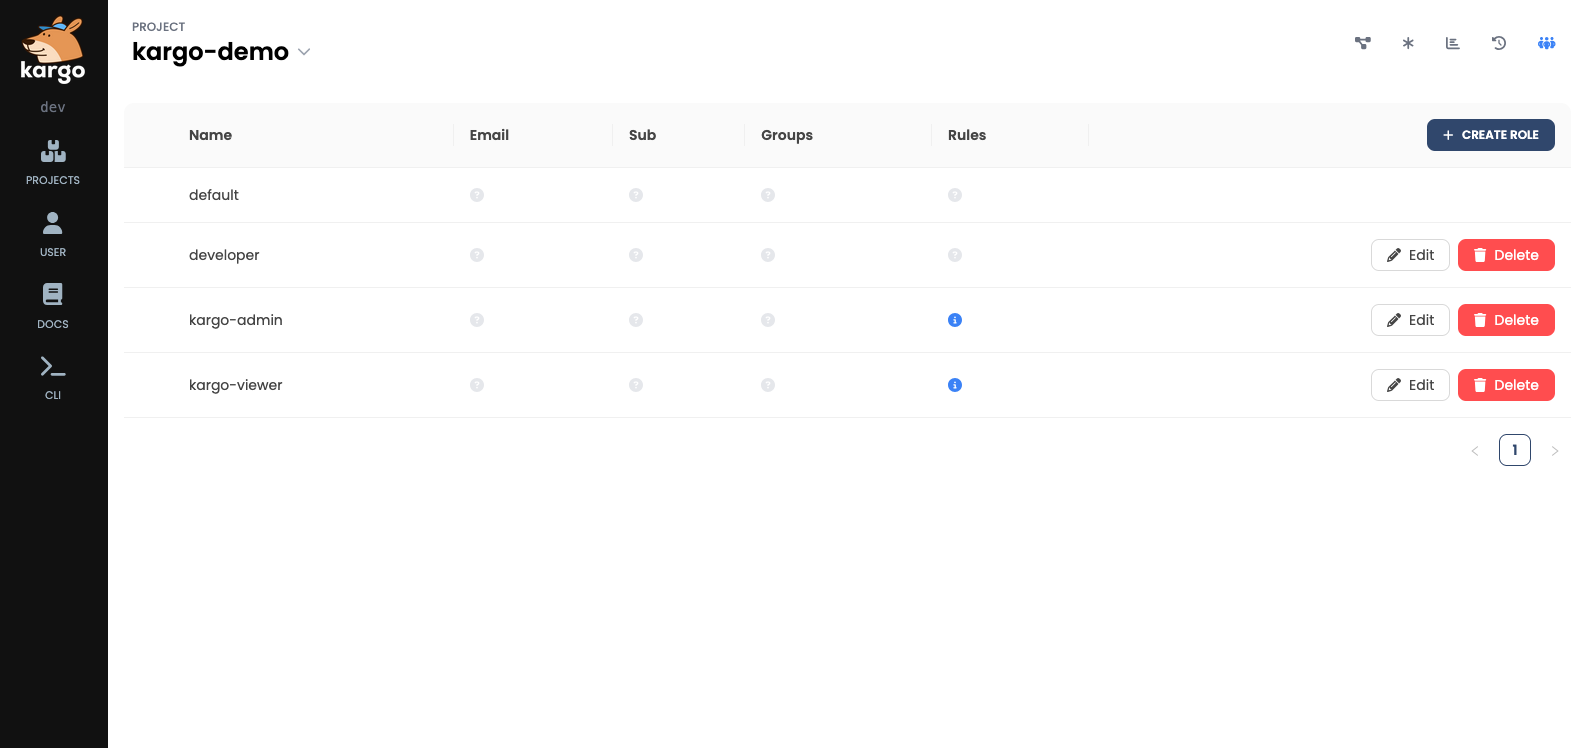 kargo
dev
PROJECTS
USER
DOCS
CLI
PROJECT
kargo-demo
Name Email Sub Groups Rules CREATE ROLE
default
developer Edit Delete
kargo-admin Edit Delete
kargo-viewer Edit Delete
1